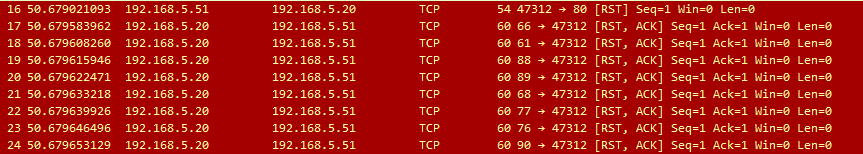 16 50.679021093 192.168.5.51 192.168.5.20 TCP 54 47312 → 80 [RST] Seq=1 Win=0 Len=0
17 50.679583962 192.168.5.20 192.168.5.51 TCP 60 66 → 47312 [RST, ACK] Seq=1 Ack=1 Win=0 Len=0
18 50.679608260 192.168.5.20 192.168.5.51 TCP 60 61 → 47312 [RST, ACK] Seq=1 Ack=1 Win=0 Len=0
19 50.679615946 192.168.5.20 192.168.5.51 TCP 60 88 → 47312 [RST, ACK] Seq=1 Ack=1 Win=0 Len=0
20 50.679622471 192.168.5.20 192.168.5.51 TCP 60 89 → 47312 [RST, ACK] Seq=1 Ack=1 Win=0 Len=0
21 50.679633218 192.168.5.20 192.168.5.51 TCP 60 68 → 47312 [RST, ACK] Seq=1 Ack=1 Win=0 Len=0
22 50.679639926 192.168.5.20 192.168.5.51 TCP 60 77 → 47312 [RST, ACK] Seq=1 Ack=1 Win=0 Len=0
23 50.679646496 192.168.5.20 192.168.5.51 TCP 60 76 → 47312 [RST, ACK] Seq=1 Ack=1 Win=0 Len=0
24 50.679653129 192.168.5.20 192.168.5.51 TCP 60 90 → 47312 [RST, ACK] Seq=1 Ack=1 Win=0 Len=0